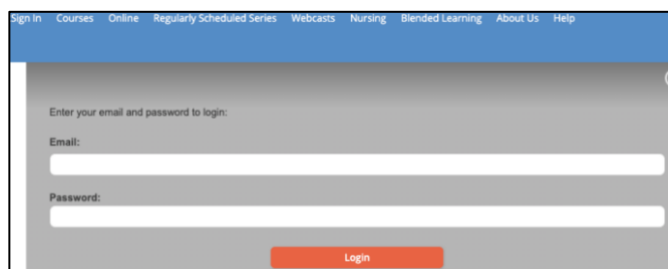 Sign In Courses Online Regularly Scheduled Series Webcasts Nursing Blended Learning About Us Help
Enter your email and password to login:
Email:
Password:
Login